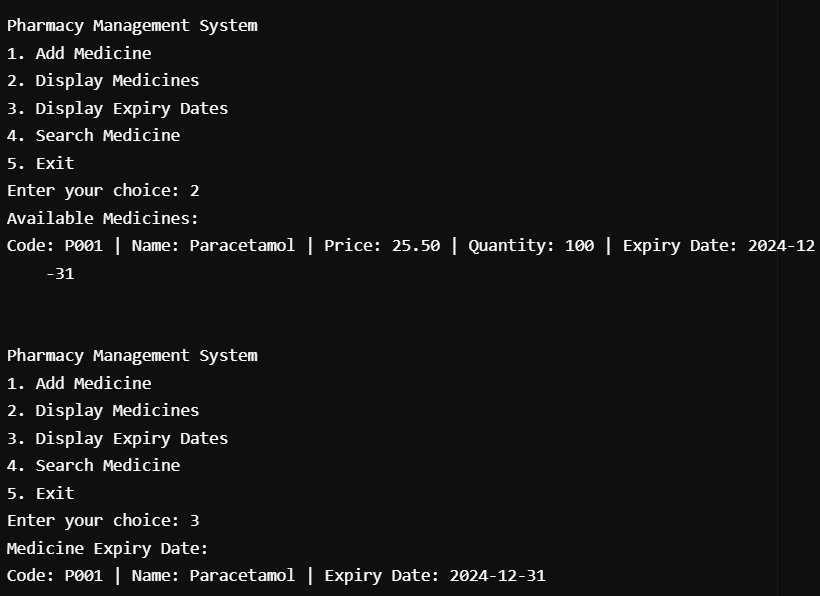 Pharmacy Management System
1. Add Medicine
2. Display Medicines
3. Display Expiry Dates
4. Search Medicine
5. Exit
Enter your choice: 2
Available Medicines:
Code: P001 | Name: Paracetamol | Price: 25.50 | Quantity: 100 | Expiry Date: 2024-12
-31
Pharmacy Management System
1. Add Medicine
2. Display Medicines
3. Display Expiry Dates
4. Search Medicine
5. Exit
Enter your choice: 3
Medicine Expiry Date:
Code: P001 | Name: Paracetamol | Expiry Date: 2024-12-31